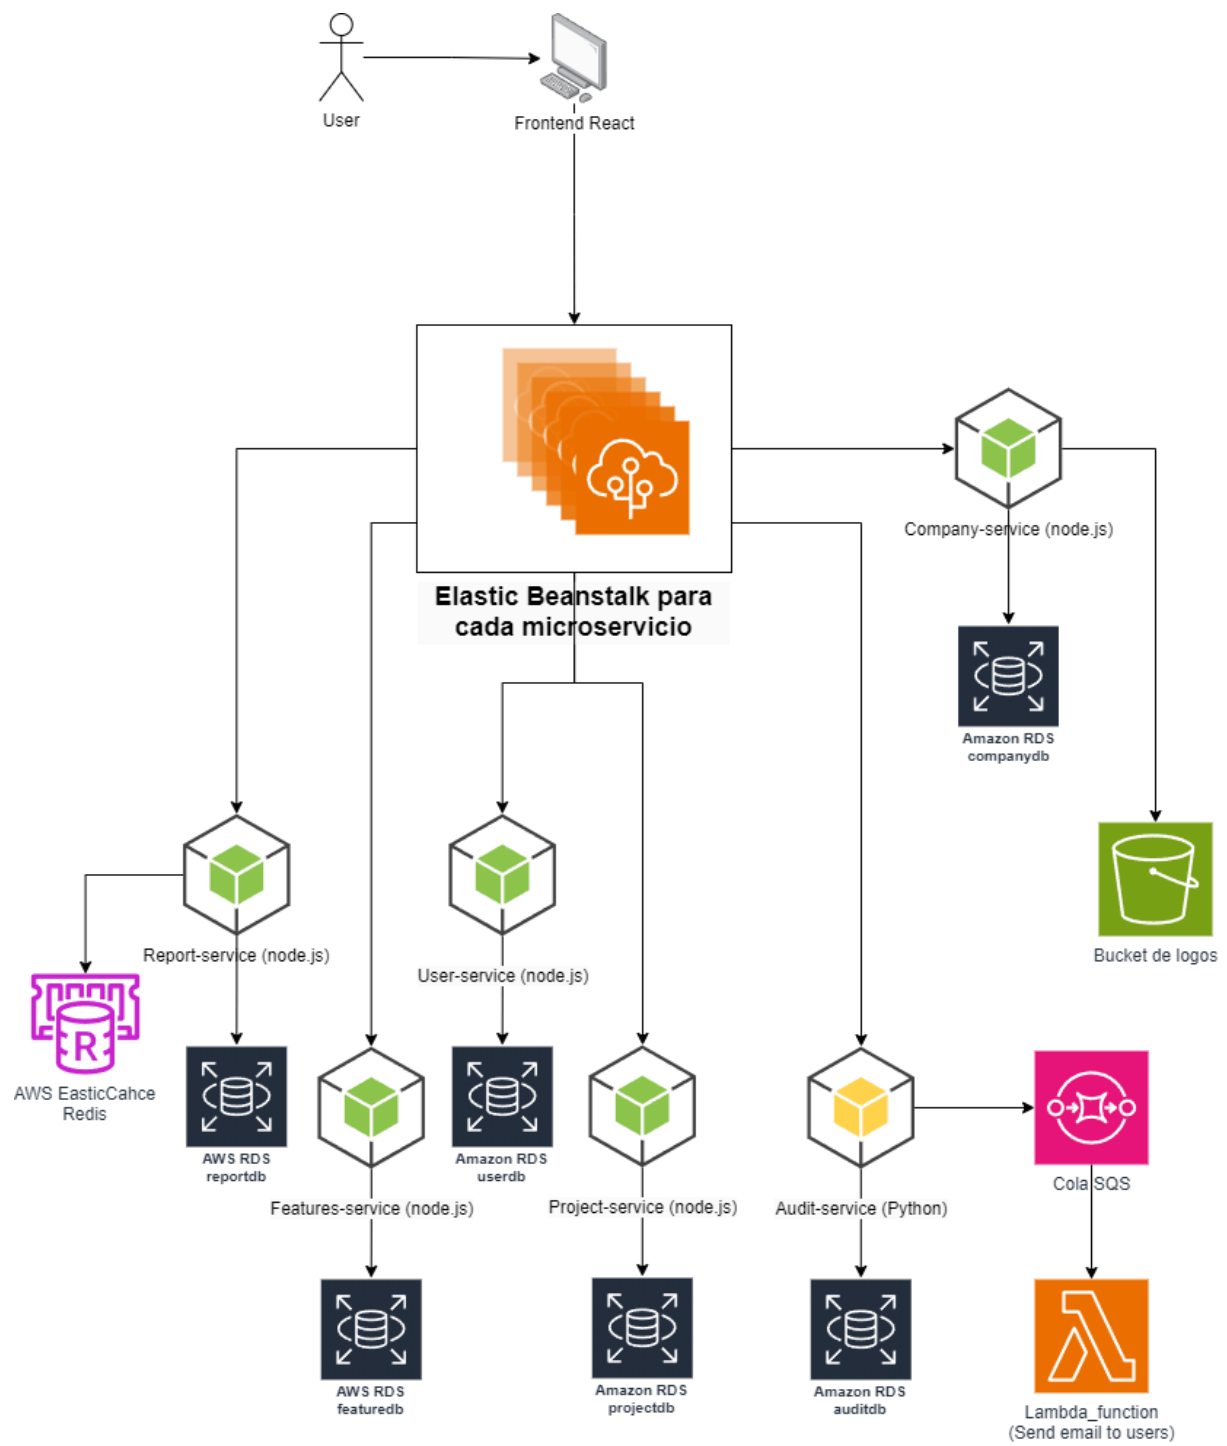 User
Frontend React
Elastic Beanstalk para
cada microservicio
Company-service (node.js)
Amazon RDS
companydb
Bucket de logos
Report-service (node.js)
User-service (node.js)
R
AWS EasticCahce
Redis
AWS RDS
reportdb
Amazon RDS
userdb
Cola SQS
Features-service (node.js)
Project-service (node.js)
Audit-service (Python)
AWS RDS
featuredb
Amazon RDS
projectdb
Amazon RDS
auditdb
Lambda_function
(Send email to users)